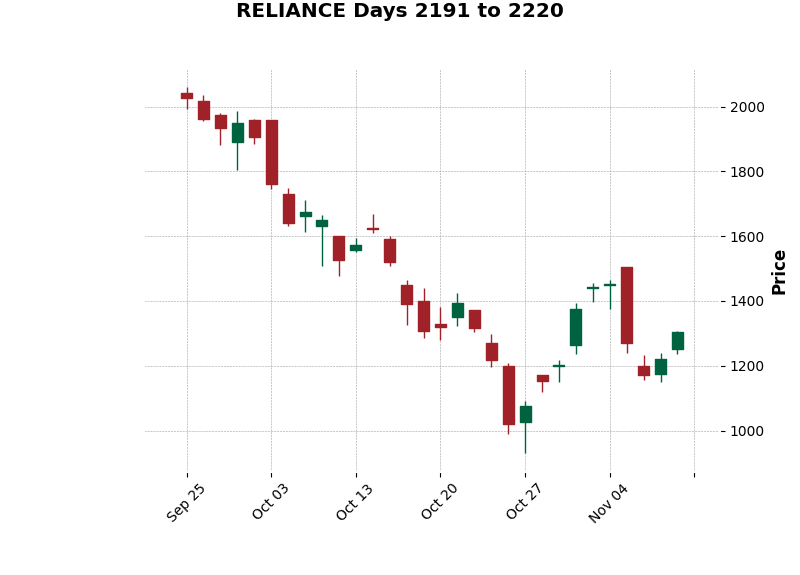 RELIANCE Days 2191 to 2220
2000
1800
1600
1400
1200
1000
Price
Sep 25
Oct 03
Oct 13
Oct 20
Oct 27
Nov 04